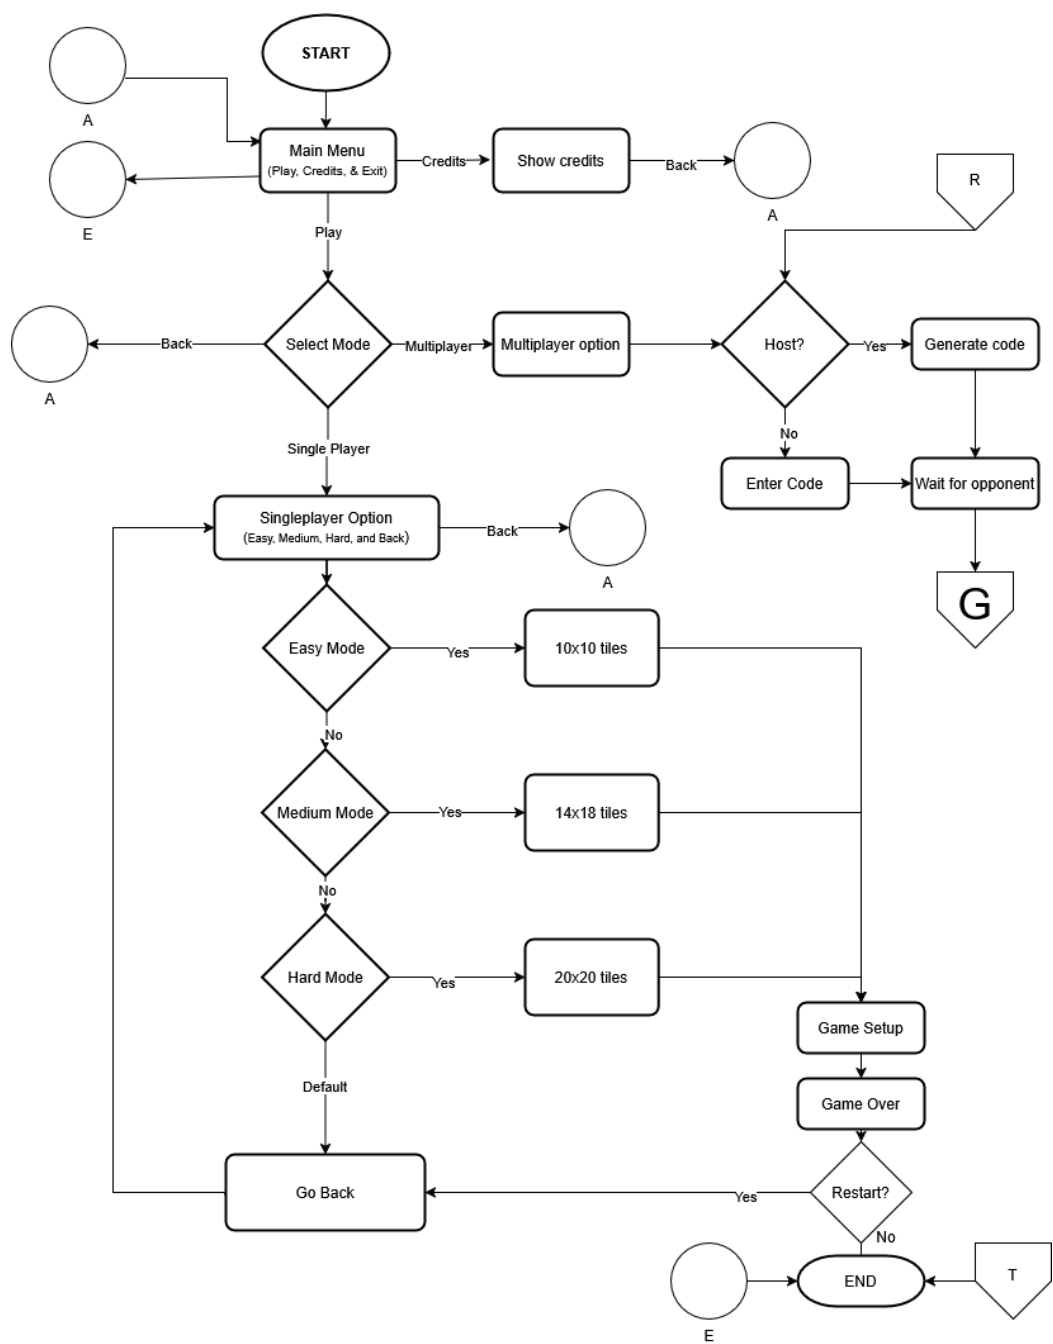 START
A
Main Menu
(Play, Credits, & Exit)
Credits
Show credits
Back
A
R
E
Play
A
Back
Select Mode
Multiplayer
Multiplayer option
Host?
Yes
Generate code
No
Single Player
Enter Code
Wait for opponent
Singleplayer Option
(Easy, Medium, Hard, and Back)
Back
A
G
Easy Mode
Yes
10x10 tiles
No
Medium Mode
Yes
14x18 tiles
No
Hard Mode
Yes
20x20 tiles
Game Setup
Default
Game Over
Go Back
Yes
Restart?
No
E
END
T